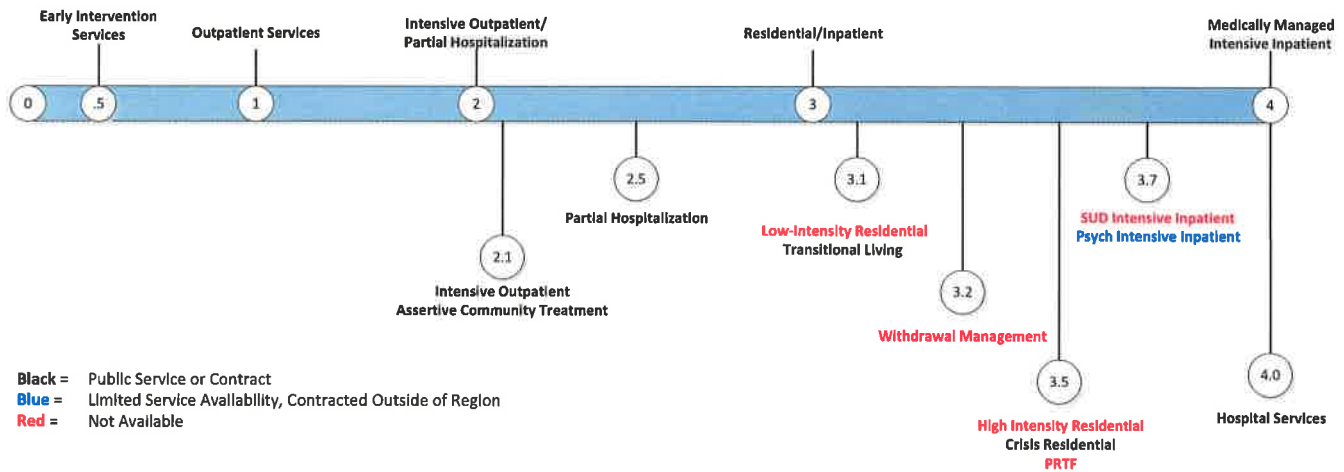 Early Intervention
Services
Outpatient Services
Intensive Outpatient/
Partial Hospitalization
Residential/Inpatient
Medically Managed
Intensive Inpatient
0
.5
1
2
3
4
2.1
Intensive Outpatient
Assertive Community Treatment
2.5
Partial Hospitalization
3.1
Low-Intensity Residential
Transitional Living
3.2
Withdrawal Management
3.5
High Intensity Residential
Crisis Residential
PRTF
3.7
SUD Intensive Inpatient
Psych Intensive Inpatient
4.0
Hospital Services
Black = Public Service or Contract
Blue = Limited Service Availability, Contracted Outside of Region
Red = Not Available